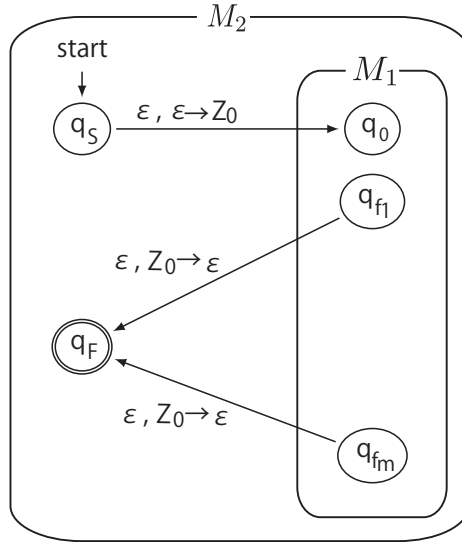 M₂
start
M₁
qS
ε , ε→Z₀
q₀
qf1
ε , Z₀→ε
qF
ε , Z₀→ε
qfm